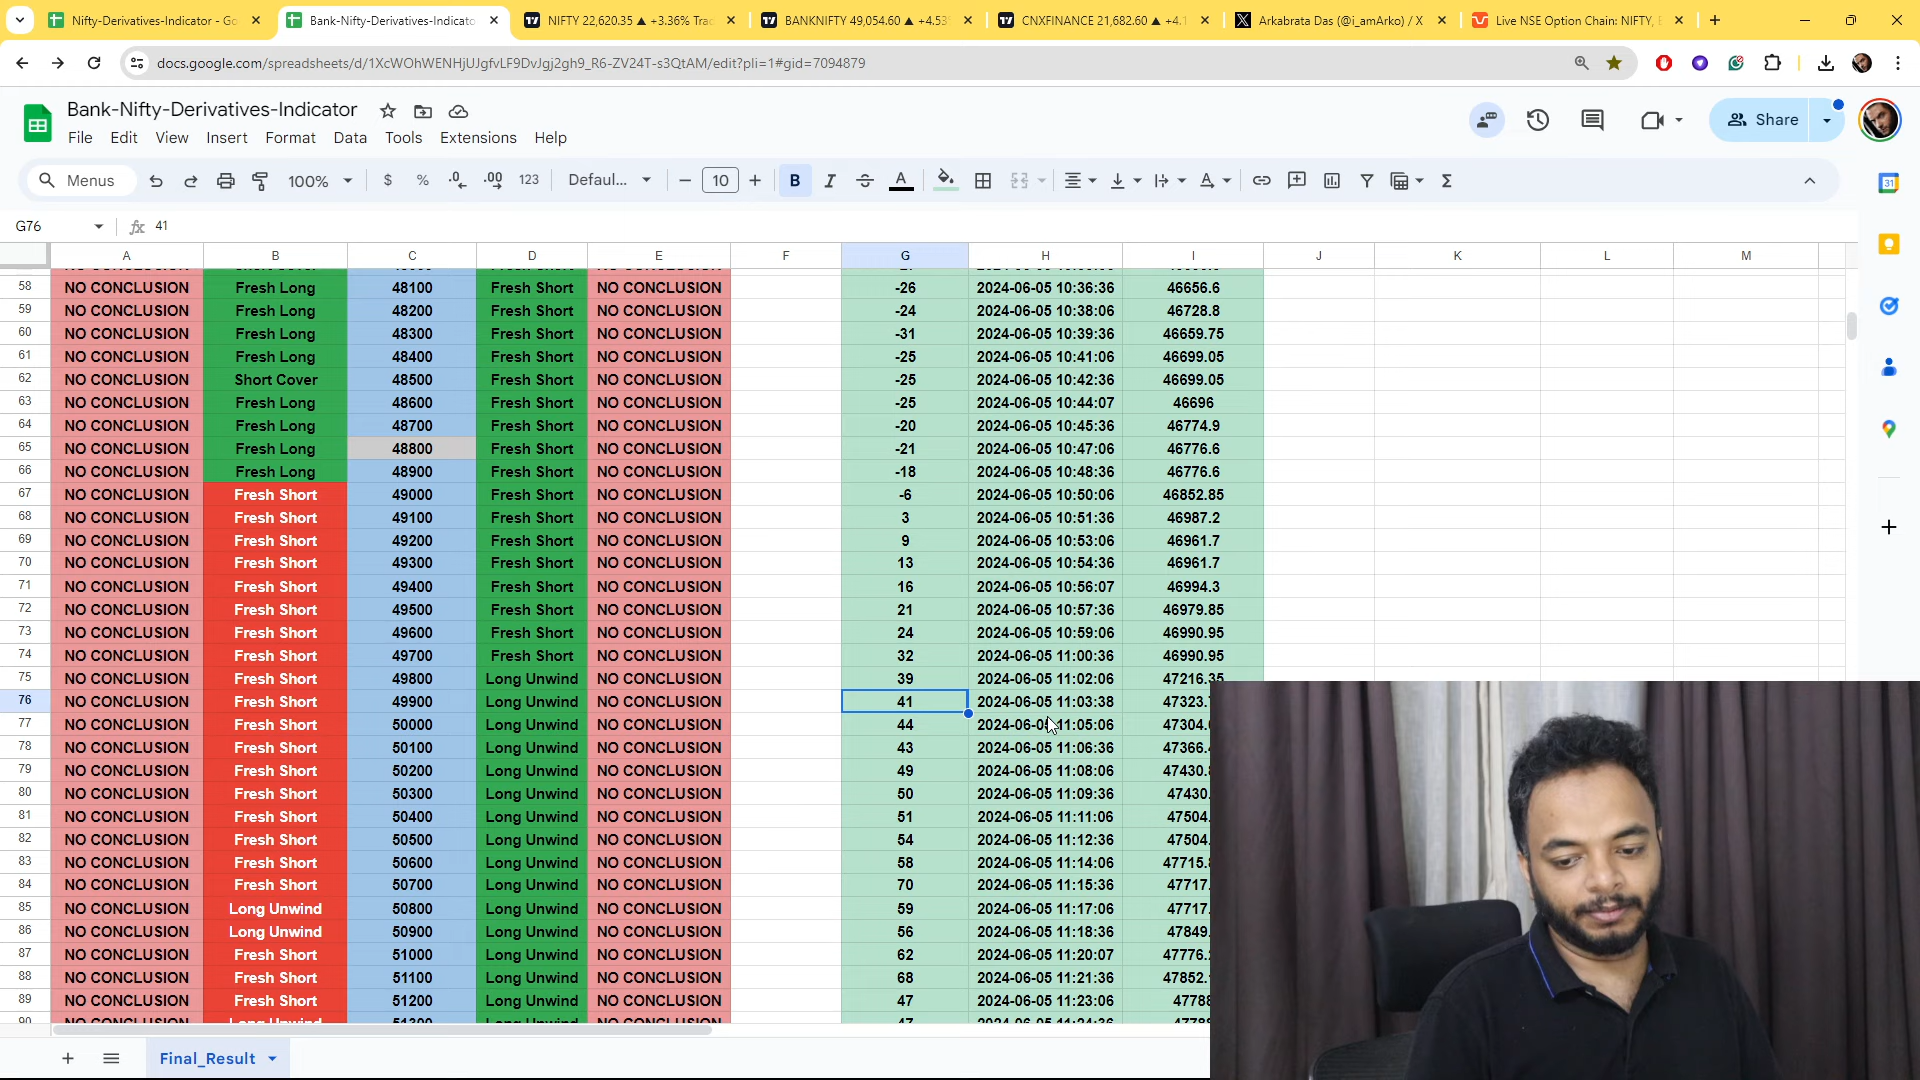 Nifty-Derivatives-Indicator - Go
Bank-Nifty-Derivatives-Indicato
NIFTY 22,620.35 ▲ +3.36% Trac
BANKNIFTY 49,054.60 ▲ +4.53
CNXFINANCE 21,682.60 ▲ +4.1
Arkabrata Das (@i_amArko) / X
Live NSE Option Chain: NIFTY,
docs.google.com/spreadsheets/d/1XcWOhWENHjUJgfvLF9DvJgj2gh9_R6-ZV24T-s3QtAM/edit?pli=1#gid=7094879
Bank-Nifty-Derivatives-Indicator
File Edit View Insert Format Data Tools Extensions Help
Share
Menus 100% $ % .0 .00 123 Defaul... 10 B I
G76 fx 41
A B C D E F G H I J K L M
58 NO CONCLUSION Fresh Long 48100 Fresh Short NO CONCLUSION -26 2024-06-05 10:36:36 46656.6
59 NO CONCLUSION Fresh Long 48200 Fresh Short NO CONCLUSION -24 2024-06-05 10:38:06 46728.8
60 NO CONCLUSION Fresh Long 48300 Fresh Short NO CONCLUSION -31 2024-06-05 10:39:36 46659.75
61 NO CONCLUSION Fresh Long 48400 Fresh Short NO CONCLUSION -25 2024-06-05 10:41:06 46699.05
62 NO CONCLUSION Short Cover 48500 Fresh Short NO CONCLUSION -25 2024-06-05 10:42:36 46699.05
63 NO CONCLUSION Fresh Long 48600 Fresh Short NO CONCLUSION -25 2024-06-05 10:44:07 46696
64 NO CONCLUSION Fresh Long 48700 Fresh Short NO CONCLUSION -20 2024-06-05 10:45:36 46774.9
65 NO CONCLUSION Fresh Long 48800 Fresh Short NO CONCLUSION -21 2024-06-05 10:47:06 46776.6
66 NO CONCLUSION Fresh Long 48900 Fresh Short NO CONCLUSION -18 2024-06-05 10:48:36 46776.6
67 NO CONCLUSION Fresh Short 49000 Fresh Short NO CONCLUSION -6 2024-06-05 10:50:06 46852.85
68 NO CONCLUSION Fresh Short 49100 Fresh Short NO CONCLUSION 3 2024-06-05 10:51:36 46987.2
69 NO CONCLUSION Fresh Short 49200 Fresh Short NO CONCLUSION 9 2024-06-05 10:53:06 46961.7
70 NO CONCLUSION Fresh Short 49300 Fresh Short NO CONCLUSION 13 2024-06-05 10:54:36 46961.7
71 NO CONCLUSION Fresh Short 49400 Fresh Short NO CONCLUSION 16 2024-06-05 10:56:07 46994.3
72 NO CONCLUSION Fresh Short 49500 Fresh Short NO CONCLUSION 21 2024-06-05 10:57:36 46979.85
73 NO CONCLUSION Fresh Short 49600 Fresh Short NO CONCLUSION 24 2024-06-05 10:59:06 46990.95
74 NO CONCLUSION Fresh Short 49700 Fresh Short NO CONCLUSION 32 2024-06-05 11:00:36 46990.95
75 NO CONCLUSION Fresh Short 49800 Long Unwind NO CONCLUSION 39 2024-06-05 11:02:06 47216.35
76 NO CONCLUSION Fresh Short 49900 Long Unwind NO CONCLUSION 41 2024-06-05 11:03:38 47323.
77 NO CONCLUSION Fresh Short 50000 Long Unwind NO CONCLUSION 44 2024-06-05 11:05:06 47304.
78 NO CONCLUSION Fresh Short 50100 Long Unwind NO CONCLUSION 43 2024-06-05 11:06:36 47366.
79 NO CONCLUSION Fresh Short 50200 Long Unwind NO CONCLUSION 49 2024-06-05 11:08:06 47430.
80 NO CONCLUSION Fresh Short 50300 Long Unwind NO CONCLUSION 50 2024-06-05 11:09:36 47430.
81 NO CONCLUSION Fresh Short 50400 Long Unwind NO CONCLUSION 51 2024-06-05 11:11:06 47504.
82 NO CONCLUSION Fresh Short 50500 Long Unwind NO CONCLUSION 54 2024-06-05 11:12:36 47504.
83 NO CONCLUSION Fresh Short 50600 Long Unwind NO CONCLUSION 58 2024-06-05 11:14:06 47715.
84 NO CONCLUSION Fresh Short 50700 Long Unwind NO CONCLUSION 70 2024-06-05 11:15:36 47717.
85 NO CONCLUSION Long Unwind 50800 Long Unwind NO CONCLUSION 59 2024-06-05 11:17:06 47717.
86 NO CONCLUSION Long Unwind 50900 Long Unwind NO CONCLUSION 56 2024-06-05 11:18:36 47849.
87 NO CONCLUSION Fresh Short 51000 Long Unwind NO CONCLUSION 62 2024-06-05 11:20:07 47776.
88 NO CONCLUSION Fresh Short 51100 Long Unwind NO CONCLUSION 68 2024-06-05 11:21:36 47852.
89 NO CONCLUSION Fresh Short 51200 Long Unwind NO CONCLUSION 47 2024-06-05 11:23:06 4778
Final_Result